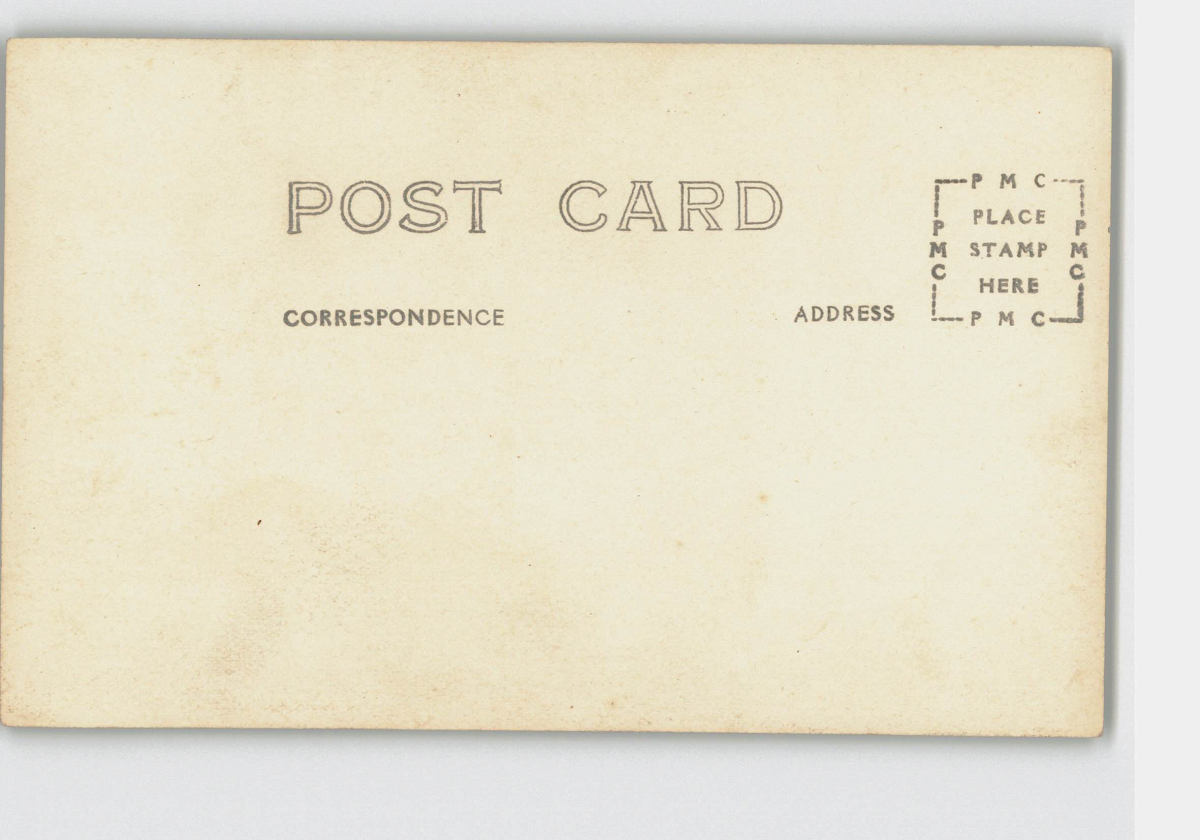 POST CARD
CORRESPONDENCE
ADDRESS
P M C
PLACE
STAMP
HERE
P M C
P M C
P M C